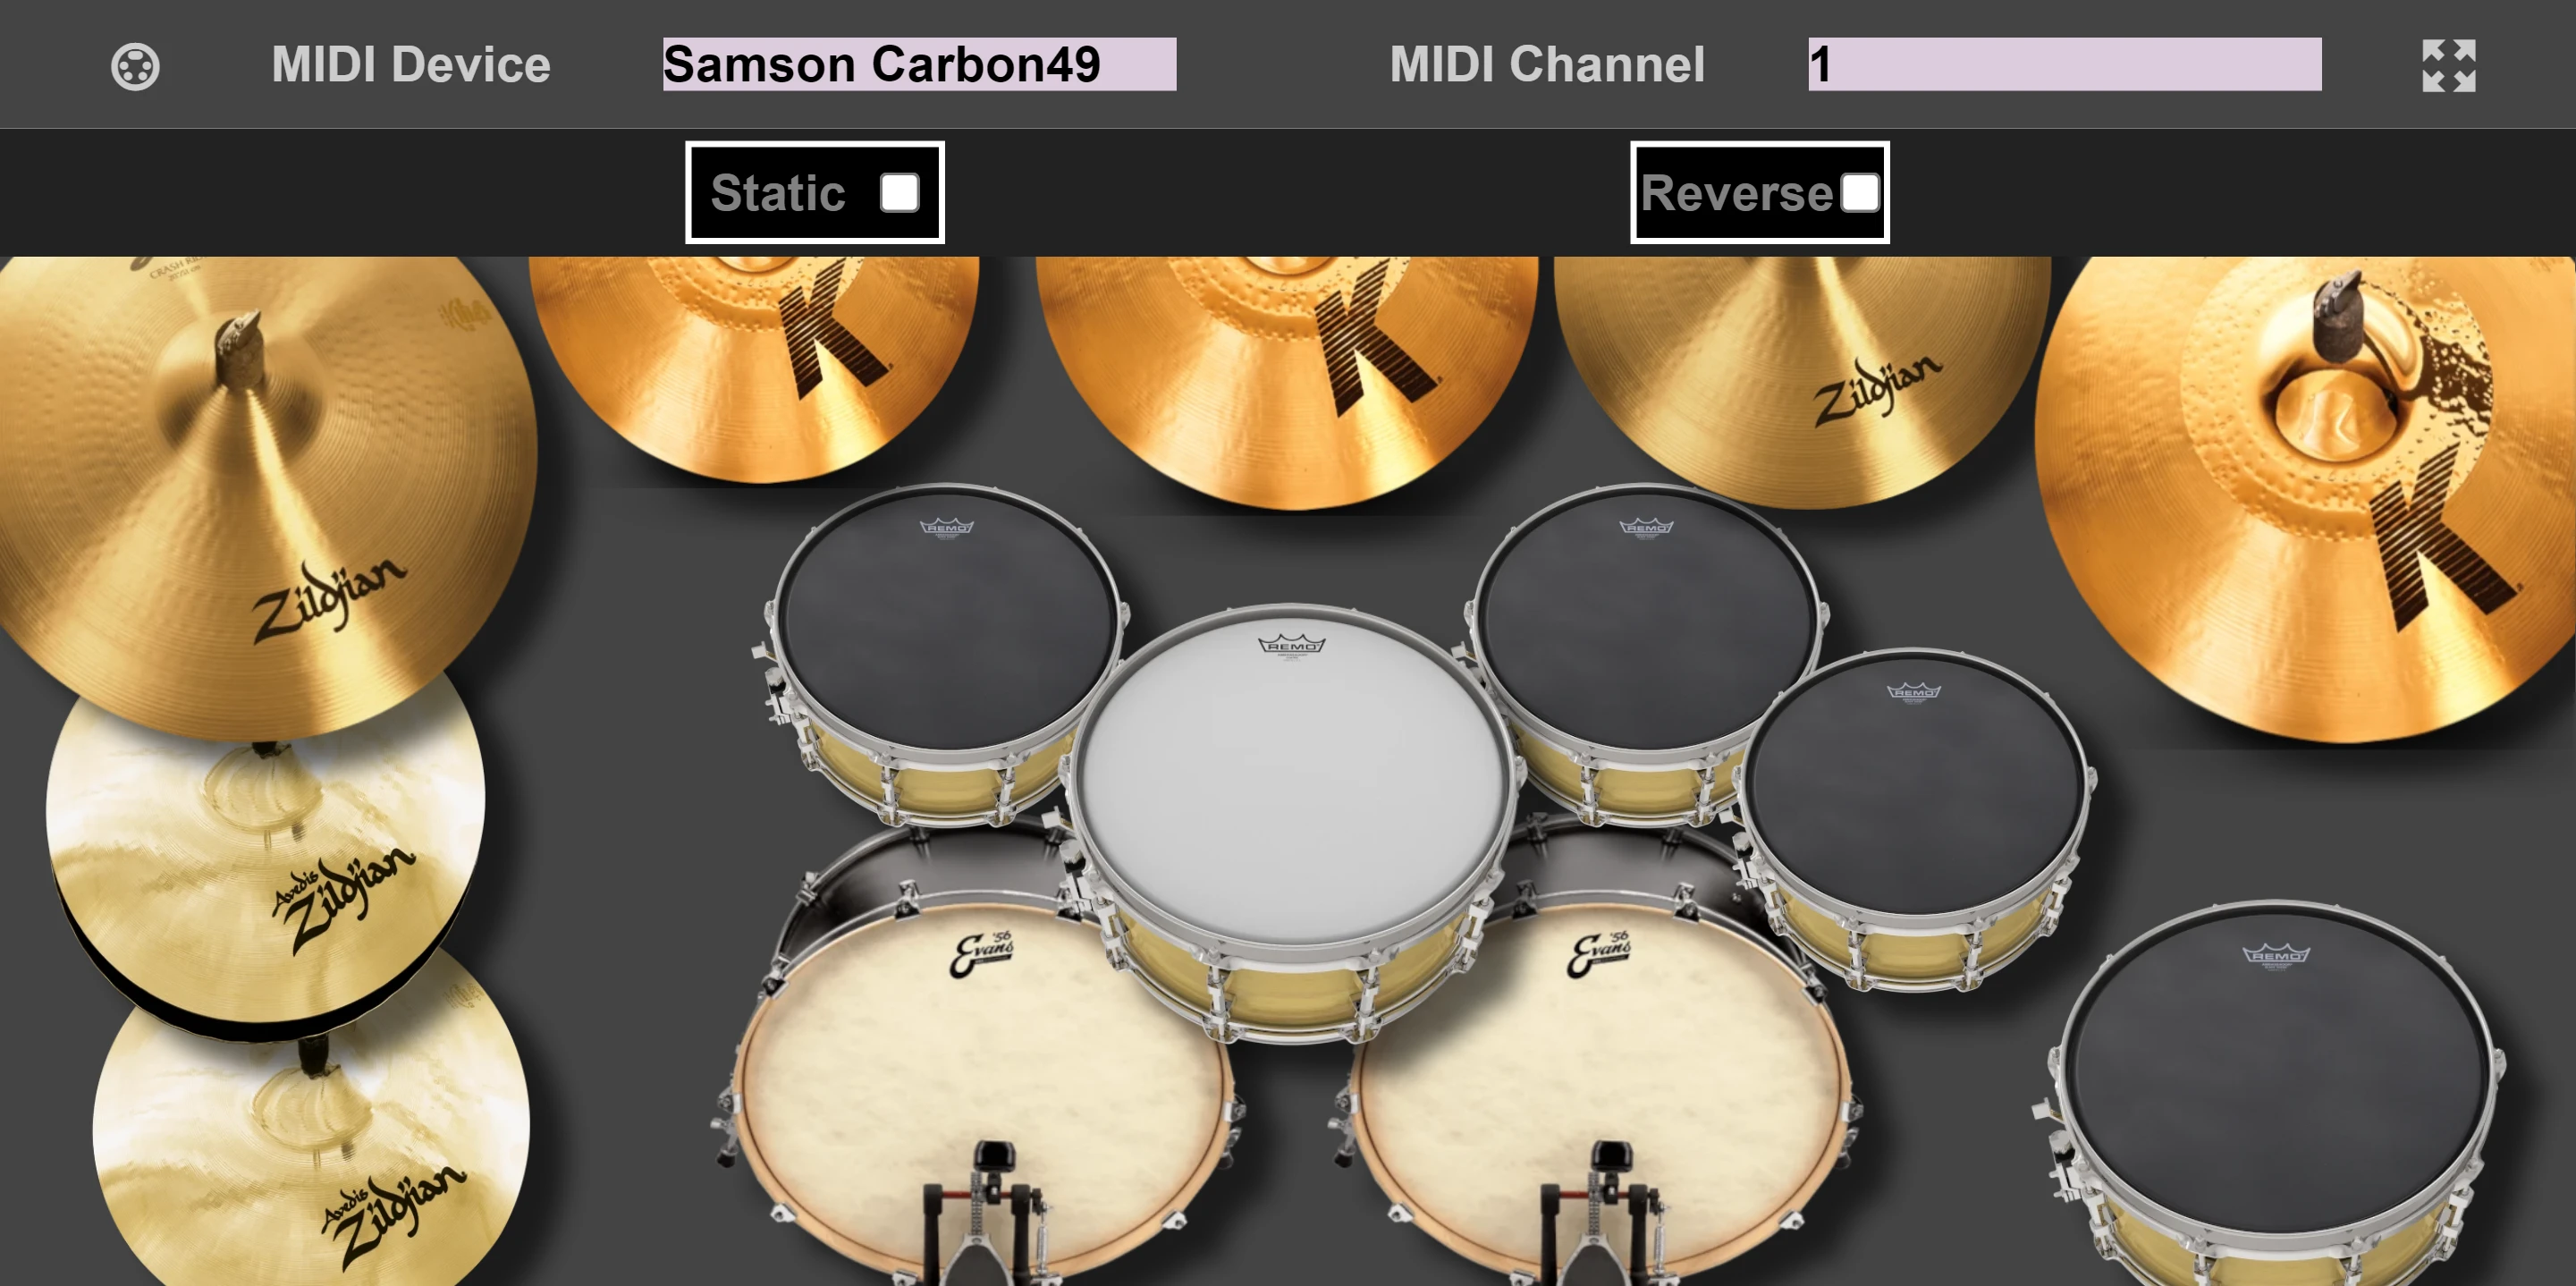 MIDI Device
Samson Carbon49
MIDI Channel
1
Static
Reverse
CRASH RIDE
K
K
Zildjian
K
Zildjian
REMO
REMO
REMO
REMO
Avedis
Zildjian
Evans '56
Evans '56
REMO
Avedis
Zildjian